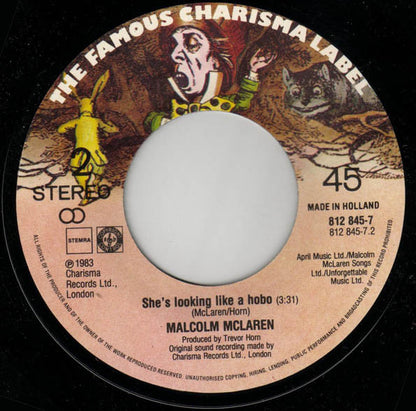 THE FAMOUS CHARISMA LABEL
2
STEREO
45
MADE IN HOLLAND
812 845-7
812 845-7.2
STEMRA
℗ 1983
Charisma
Records Ltd.,
London
April Music Ltd./Malcolm
McLaren Songs
Ltd./Unforgettable
Music Ltd.
She's looking like a hobo (3:31)
(McLaren/Horn)
MALCOLM MCLAREN
Produced by Trevor Horn
Original sound recording made by
Charisma Records Ltd., London
ALL RIGHTS OF THE PRODUCER AND OF THE OWNER OF THE WORK REPRODUCED RESERVED. UNAUTHORISED COPYING, HIRING, LENDING, PUBLIC PERFORMANCE AND BROADCASTING OF THIS RECORD PROHIBITED.